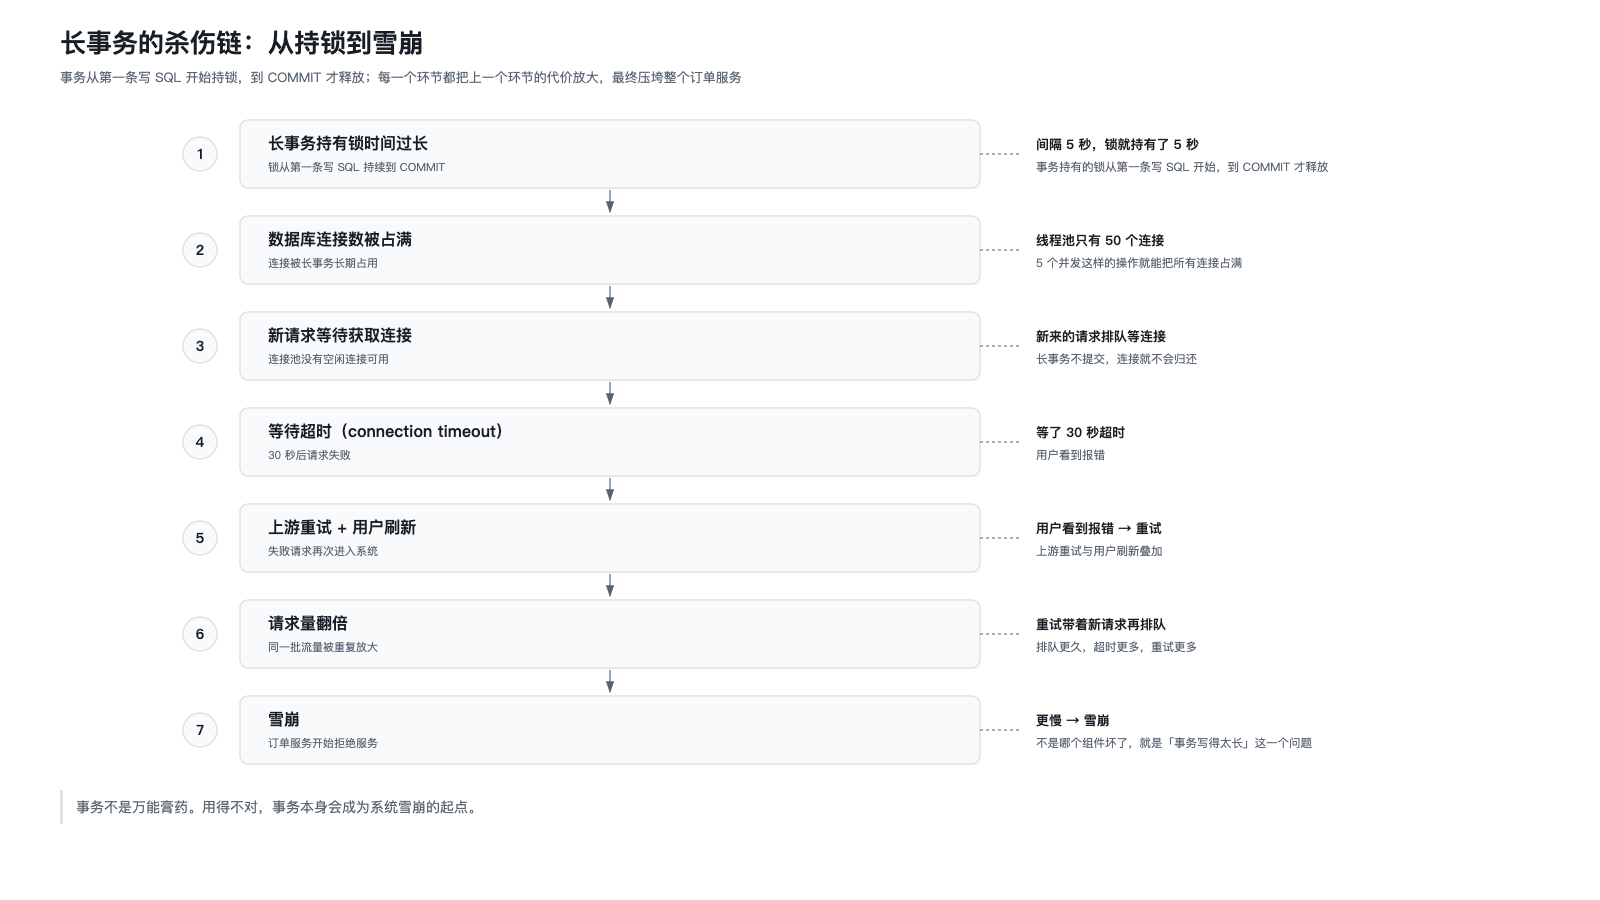 长事务的杀伤链：从持锁到雪崩
事务从第一条写 SQL 开始持锁，到 COMMIT 才释放；每一个环节都把上一个环节的代价放大，最终压垮整个订单服务
1
长事务持有锁时间过长
锁从第一条写 SQL 持续到 COMMIT
间隔 5 秒，锁就持有了 5 秒
事务持有的锁从第一条写 SQL 开始，到 COMMIT 才释放
2
数据库连接数被占满
连接被长事务长期占用
线程池只有 50 个连接
5 个并发这样的操作就能把所有连接占满
3
新请求等待获取连接
连接池没有空闲连接可用
新来的请求排队等连接
长事务不提交，连接就不会归还
4
等待超时（connection timeout）
30 秒后请求失败
等了 30 秒超时
用户看到报错
5
上游重试 + 用户刷新
失败请求再次进入系统
用户看到报错 → 重试
上游重试与用户刷新叠加
6
请求量翻倍
同一批流量被重复放大
重试带着新请求再排队
排队更久，超时更多，重试更多
7
雪崩
订单服务开始拒绝服务
更慢 → 雪崩
不是哪个组件坏了，就是「事务写得太长」这一个问题
事务不是万能膏药。用得不对，事务本身会成为系统雪崩的起点。